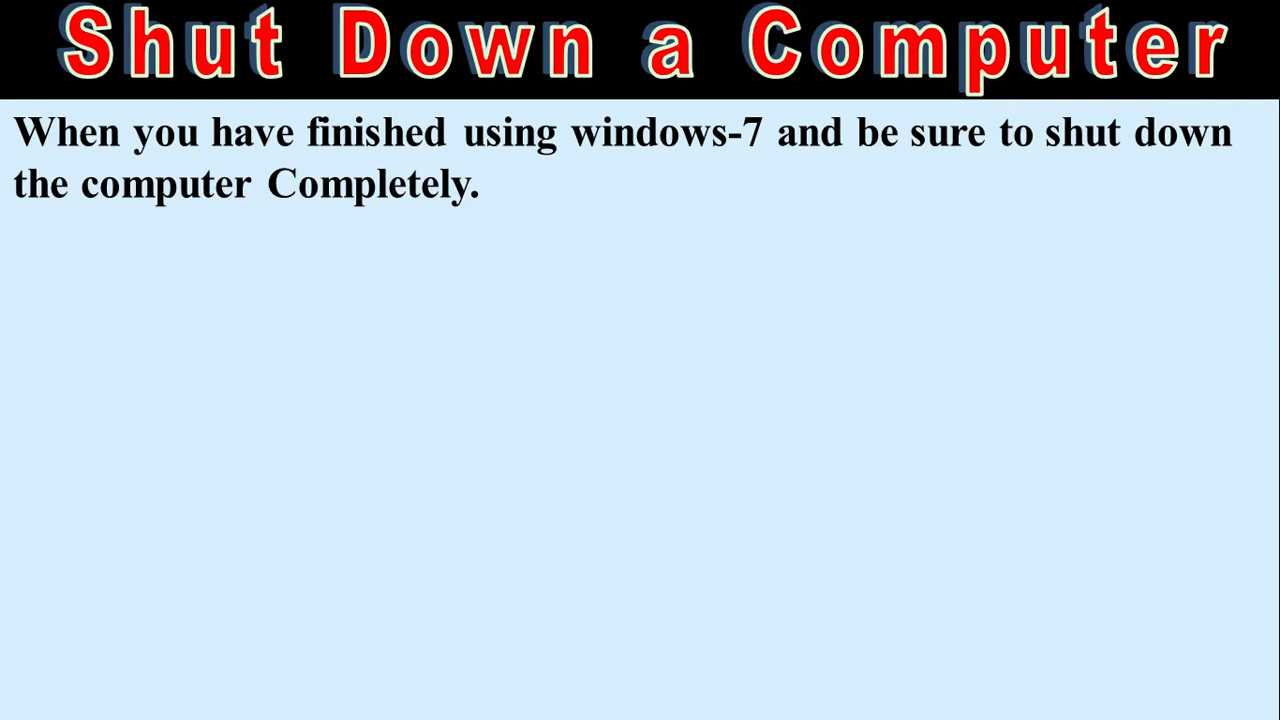 Shut Down a Computer
When you have finished using windows-7 and be sure to shut down
the computer Completely.